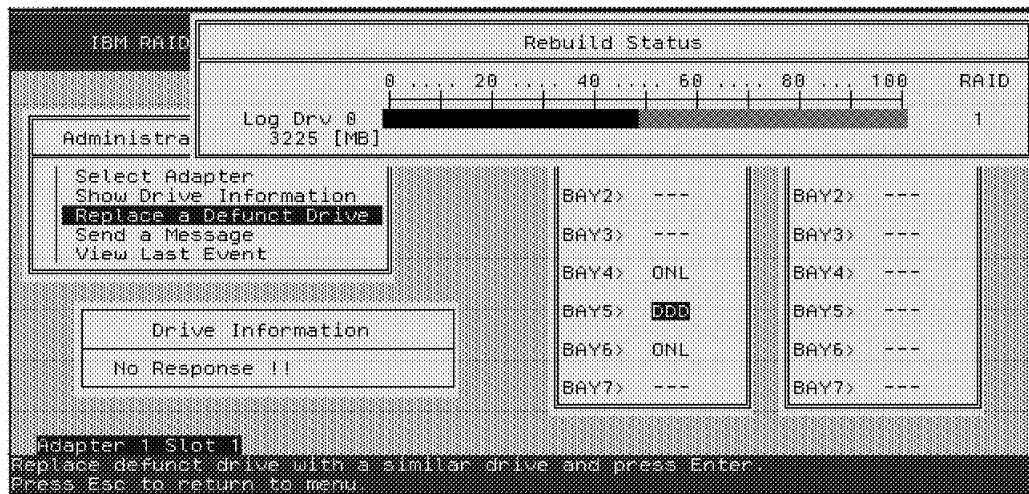 IBM RAID
Rebuild Status
0 . . . . 20 . . . . 40 . . . . 60 . . . . 80 . . . . 100 RAID
Log Drv 0 1
3225 [MB]
Administra
Select Adapter
Show Drive Information
Replace a Defunct Drive
Send a Message
View Last Event
BAY2> --- BAY2> ---
BAY3> --- BAY3> ---
BAY4> ONL BAY4> ---
BAY5> DDD BAY5> ---
BAY6> ONL BAY6> ---
BAY7> --- BAY7> ---
Drive Information
No Response !!
Adapter 1 Slot 1
Replace defunct drive with a similar drive and press Enter.
Press Esc to return to menu.